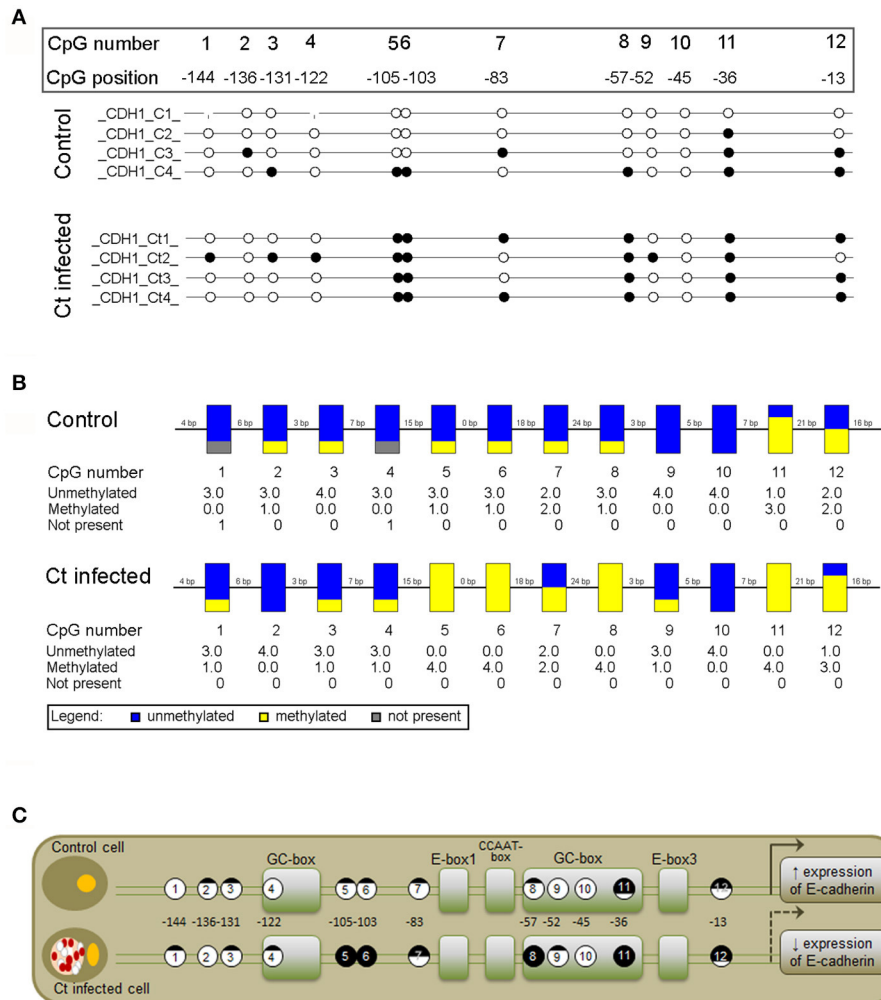 A
CpG number 1 2 3 4 5 6 7 8 9 10 11 12
CpG position -144 -136 -131 -122 -105 -103 -83 -57 -52 -45 -36 -13
Control
_CDH1_C1_
_CDH1_C2_
_CDH1_C3_
_CDH1_C4_
Ct infected
_CDH1_Ct1_
_CDH1_Ct2_
_CDH1_Ct3_
_CDH1_Ct4_
B
Control
4 bp 6 bp 3 bp 7 bp 15 bp 0 bp 18 bp 24 bp 3 bp 5 bp 7 bp 21 bp 16 bp
CpG number 1 2 3 4 5 6 7 8 9 10 11 12
Unmethylated 3.0 3.0 4.0 3.0 3.0 3.0 2.0 3.0 4.0 4.0 1.0 2.0
Methylated 0.0 1.0 0.0 0.0 1.0 1.0 2.0 1.0 0.0 0.0 3.0 2.0
Not present 1 0 0 1 0 0 0 0 0 0 0 0
Ct infected
4 bp 6 bp 3 bp 7 bp 15 bp 0 bp 18 bp 24 bp 3 bp 5 bp 7 bp 21 bp 16 bp
CpG number 1 2 3 4 5 6 7 8 9 10 11 12
Unmethylated 3.0 4.0 3.0 3.0 0.0 0.0 2.0 0.0 3.0 4.0 0.0 1.0
Methylated 1.0 0.0 1.0 1.0 4.0 4.0 2.0 4.0 1.0 0.0 4.0 3.0
Not present 0 0 0 0 0 0 0 0 0 0 0 0
Legend: unmethylated methylated not present
C
Control cell
GC-box
E-box1
CCAAT-
box
GC-box
E-box3
1 2 3 4 5 6 7 8 9 10 11 12
↑ expression
of E-cadherin
-144 -136 -131 -122 -105 -103 -83 -57 -52 -45 -36 -13
1 2 3 4 5 6 7 8 9 10 11 12
↓ expression
of E-cadherin
Ct infected cell